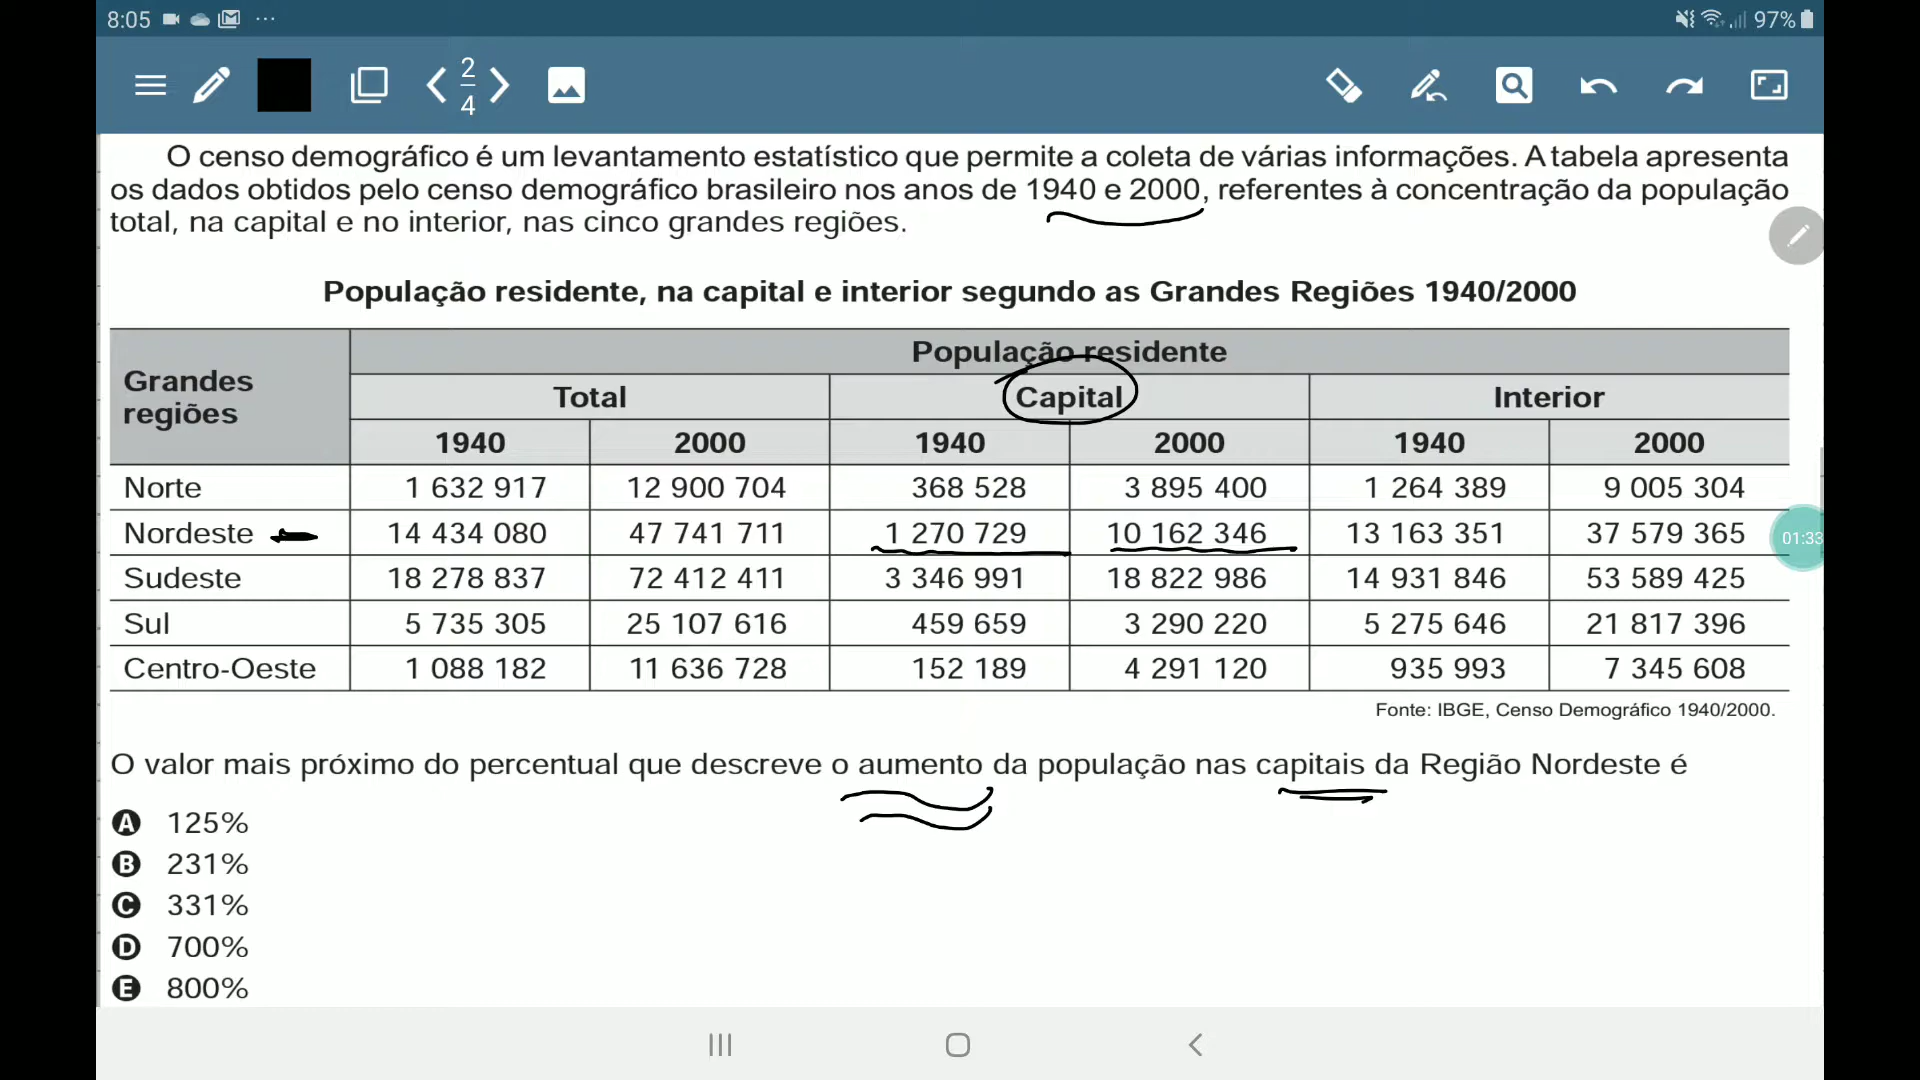 8:05 ... 97%
2
4
O censo demográfico é um levantamento estatístico que permite a coleta de várias informações. A tabela apresenta
os dados obtidos pelo censo demográfico brasileiro nos anos de 1940 e 2000, referentes à concentração da população
total, na capital e no interior, nas cinco grandes regiões.
População residente, na capital e interior segundo as Grandes Regiões 1940/2000
Grandes regiões População residente
Total Capital Interior
1940 2000 1940 2000 1940 2000
Norte 1 632 917 12 900 704 368 528 3 895 400 1 264 389 9 005 304
Nordeste 14 434 080 47 741 711 1 270 729 10 162 346 13 163 351 37 579 365
01:33
Sudeste 18 278 837 72 412 411 3 346 991 18 822 986 14 931 846 53 589 425
Sul 5 735 305 25 107 616 459 659 3 290 220 5 275 646 21 817 396
Centro-Oeste 1 088 182 11 636 728 152 189 4 291 120 935 993 7 345 608
Fonte: IBGE, Censo Demográfico 1940/2000.
O valor mais próximo do percentual que descreve o aumento da população nas capitais da Região Nordeste é
A 125%
B 231%
C 331%
D 700%
E 800%